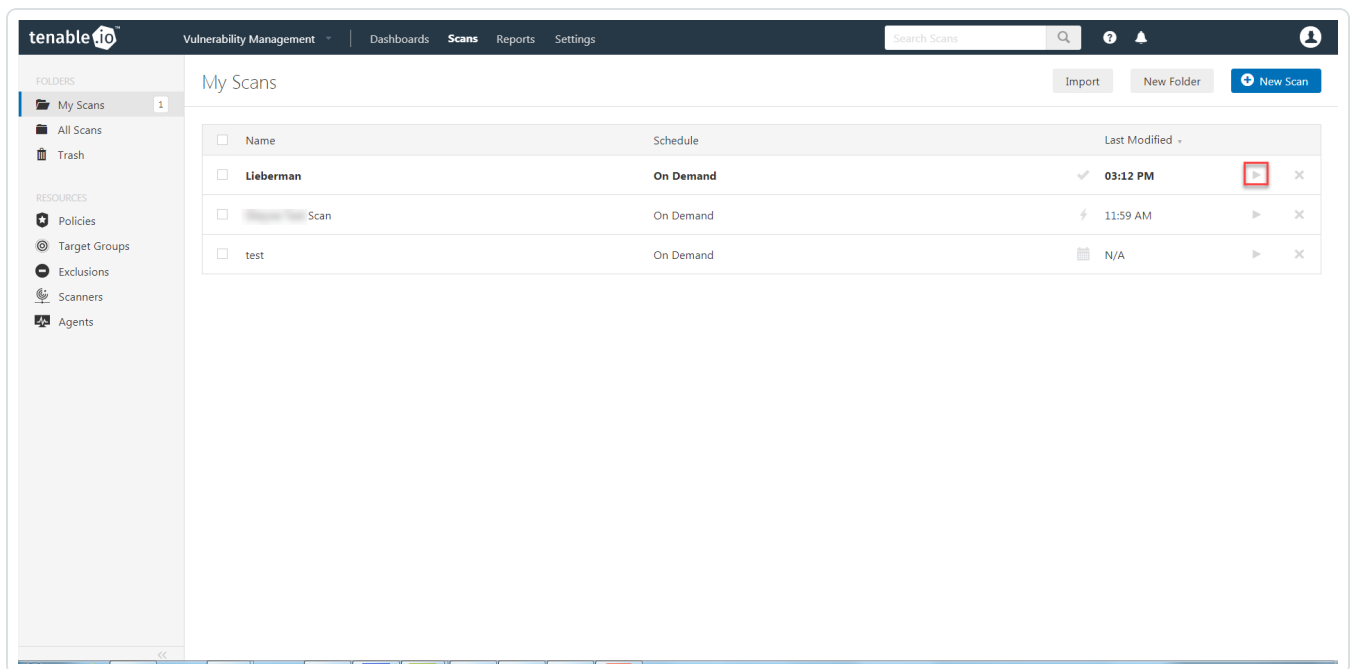 tenable.io™
Vulnerability Management Dashboards Scans Reports Settings Search Scans
FOLDERS
My Scans 1
All Scans
Trash
RESOURCES
Policies
Target Groups
Exclusions
Scanners
Agents
My Scans Import New Folder New Scan
Name Schedule Last Modified
Lieberman On Demand 03:12 PM
Scan On Demand 11:59 AM
test On Demand N/A